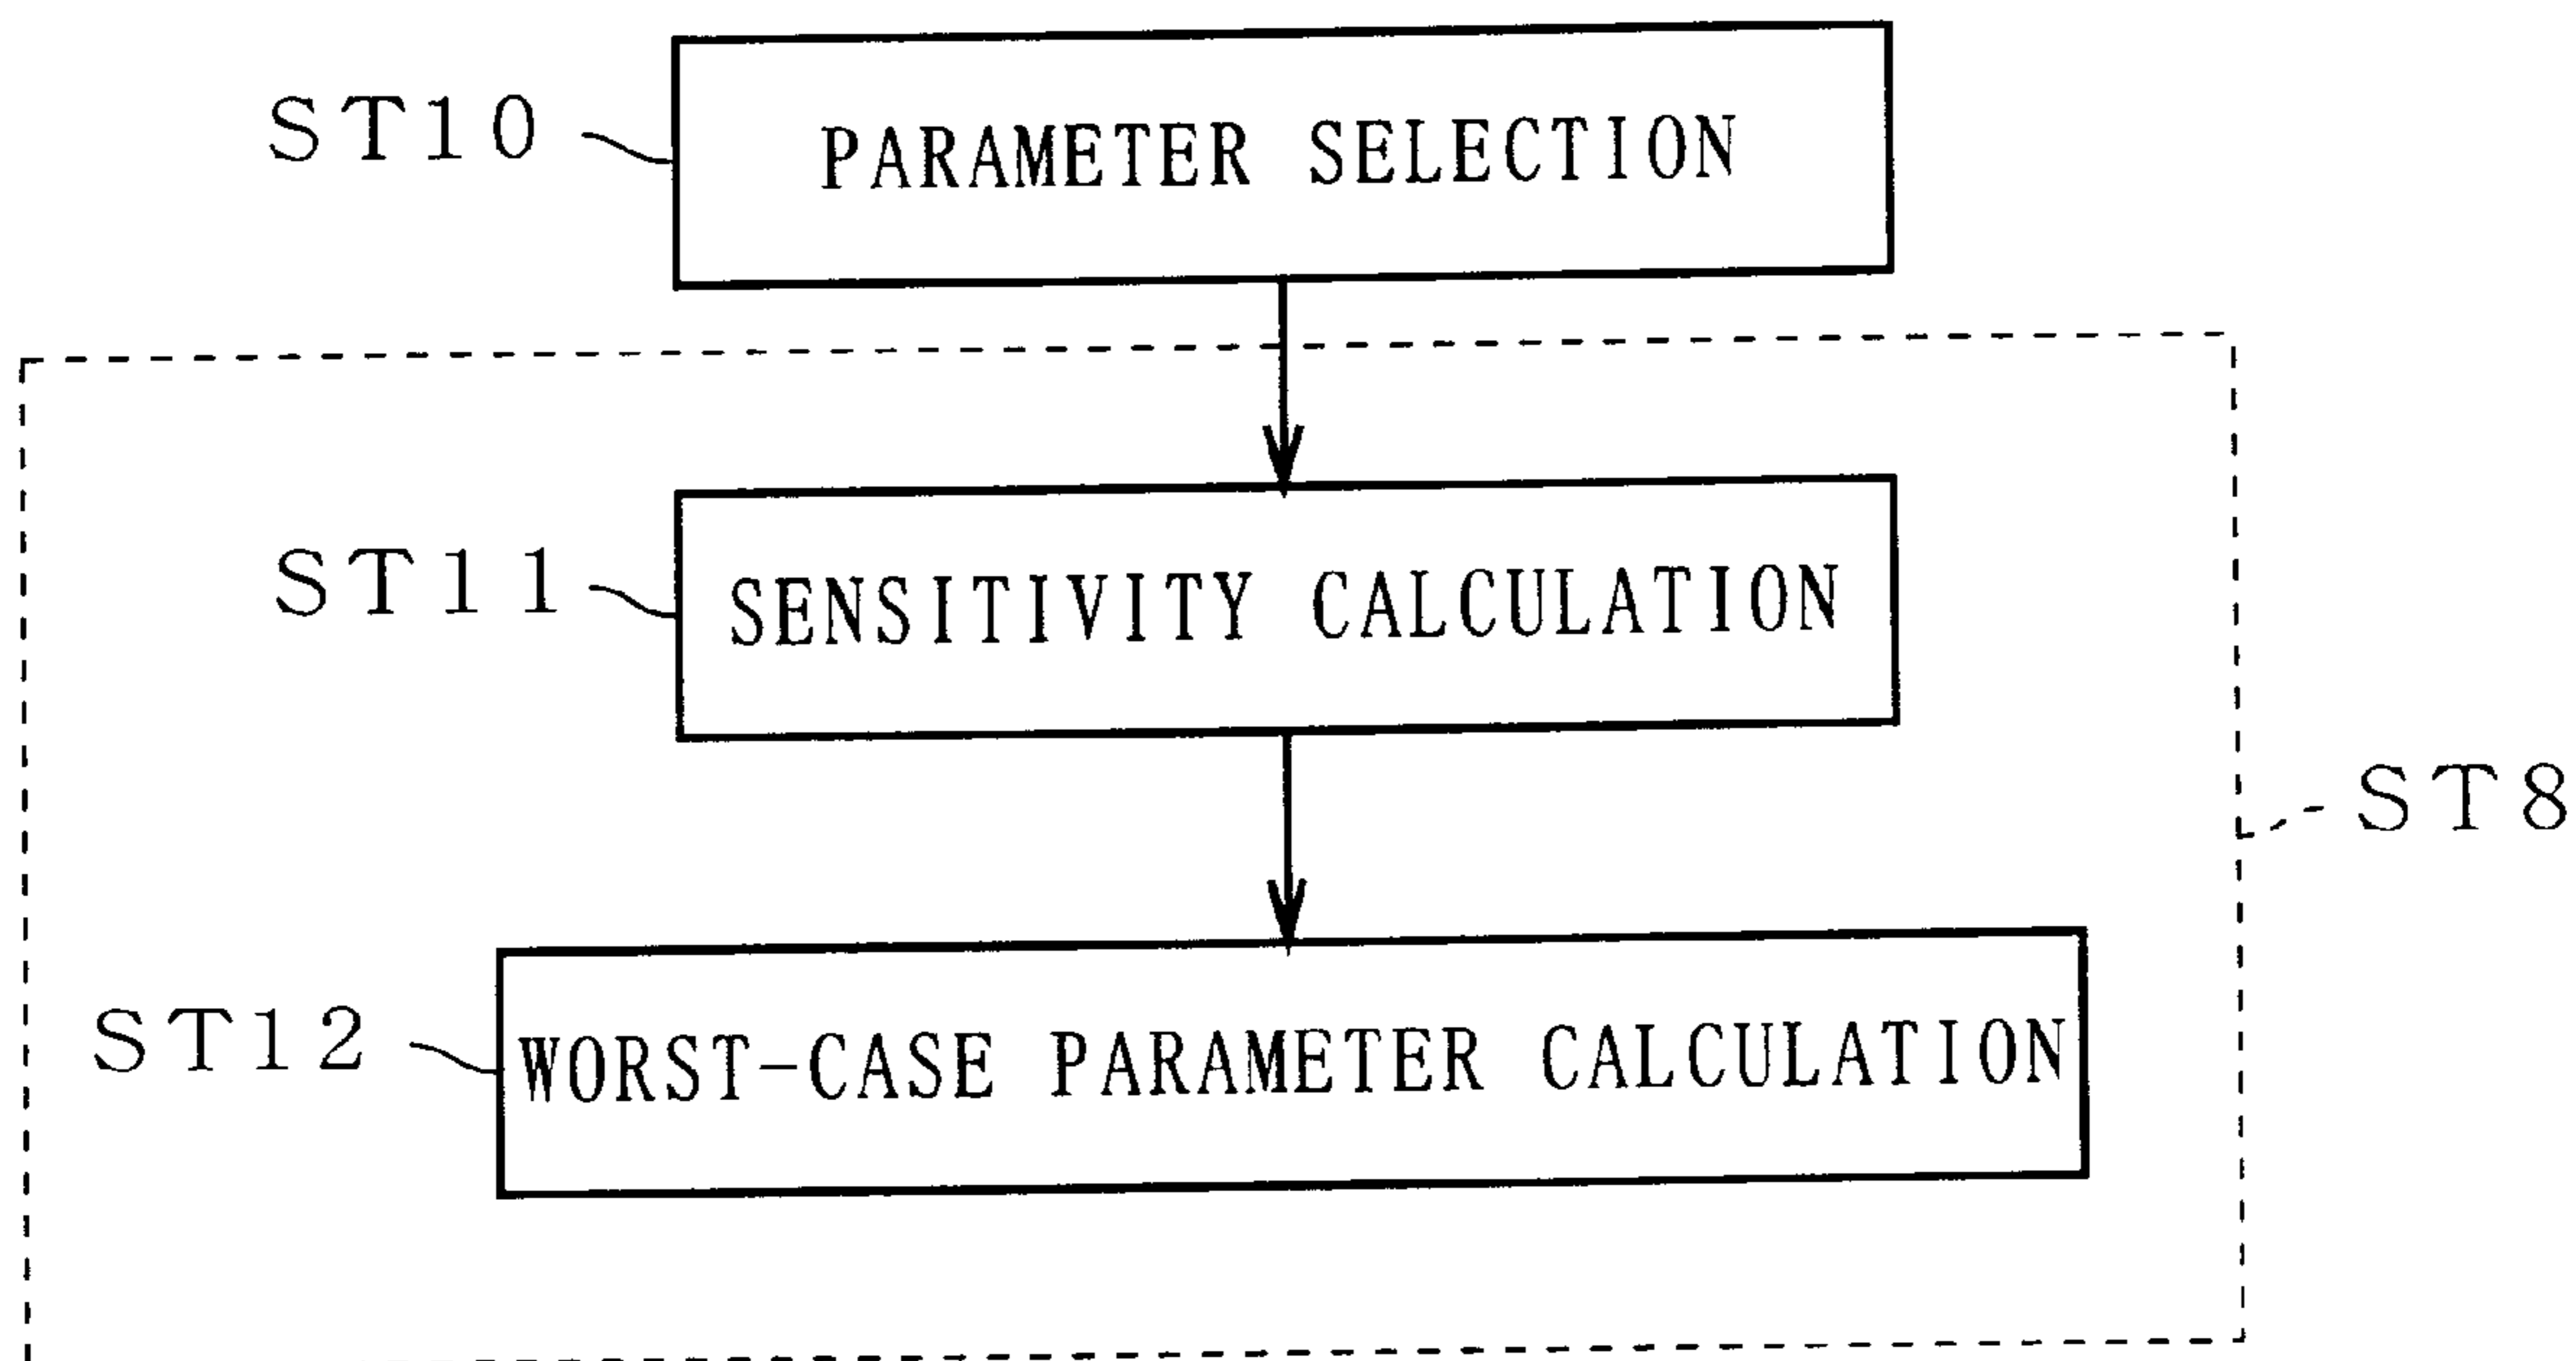 ST10
PARAMETER SELECTION
ST11
SENSITIVITY CALCULATION
ST8
ST12
WORST-CASE PARAMETER CALCULATION